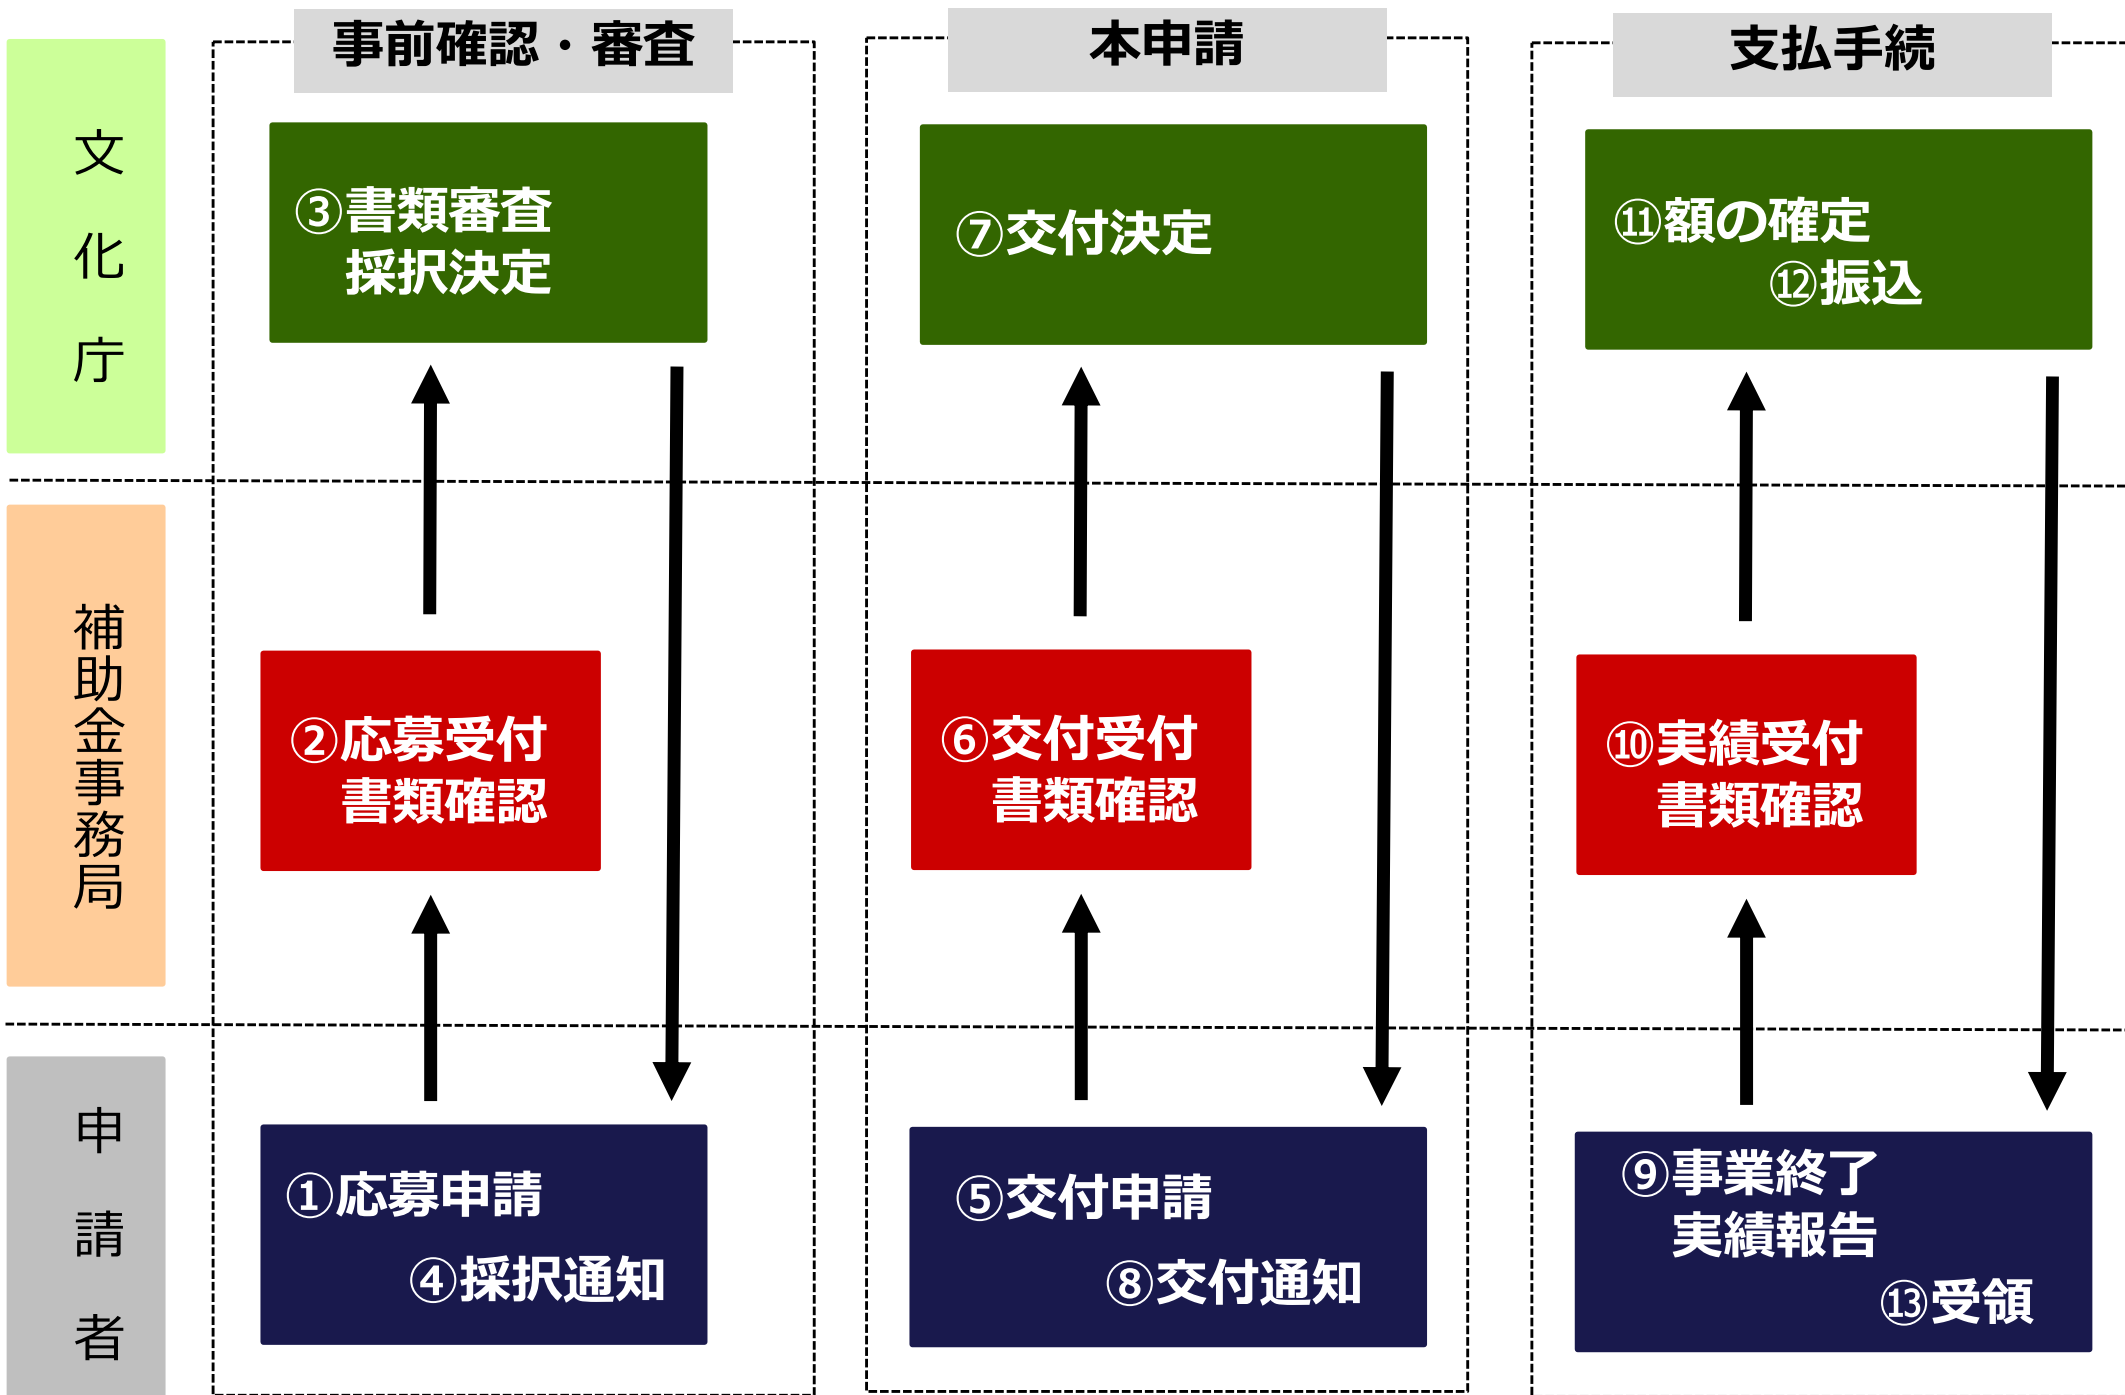 事前確認・審査
本申請
支払手続
文化庁
③書類審査
採択決定
⑦交付決定
⑪額の確定
⑫振込
補助金事務局
②応募受付
書類確認
⑥交付受付
書類確認
⑩実績受付
書類確認
申請者
①応募申請
④採択通知
⑤交付申請
⑧交付通知
⑨事業終了
実績報告
⑬受領